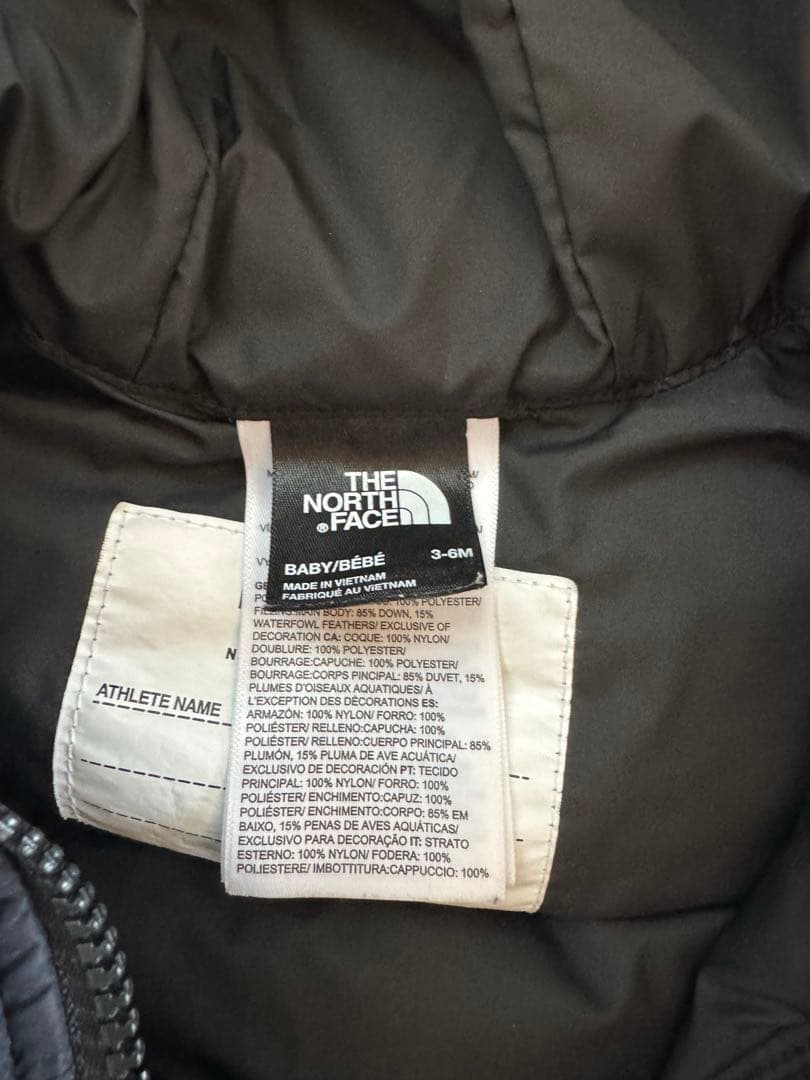 THE
NORTH
FACE
®
BABY/BÉBÉ 3-6M
MADE IN VIETNAM
FABRIQUÉ AU VIETNAM
100% POLYESTER/
FILLING:MAIN BODY: 85% DOWN, 15%
WATERFOWL FEATHERS/ EXCLUSIVE OF
DECORATION CA: COQUE: 100% NYLON/
DOUBLURE: 100% POLYESTER/
BOURRAGE:CAPUCHE: 100% POLYESTER/
BOURRAGE:CORPS PINCIPAL: 85% DUVET, 15%
PLUMES D'OISEAUX AQUATIQUES/ À
L'EXCEPTION DES DÉCORATIONS ES:
ARMAZÓN: 100% NYLON/ FORRO: 100%
POLIÉSTER/ RELLENO:CAPUCHA: 100%
POLIÉSTER/ RELLENO:CUERPO PRINCIPAL: 85%
PLUMÓN, 15% PLUMA DE AVE ACUÁTICA/
EXCLUSIVO DE DECORACIÓN PT: TECIDO
PRINCIPAL: 100% NYLON/ FORRO: 100%
POLIÉSTER/ ENCHIMENTO:CAPUZ: 100%
POLIÉSTER/ ENCHIMENTO:CORPO: 85% EM
BAIXO, 15% PENAS DE AVES AQUÁTICAS/
EXCLUSIVO PARA DECORAÇÃO IT: STRATO
ESTERNO: 100% NYLON/ FODERA: 100%
POLIESTERE/ IMBOTTITURA:CAPPUCCIO: 100%
N
ATHLETE NAME